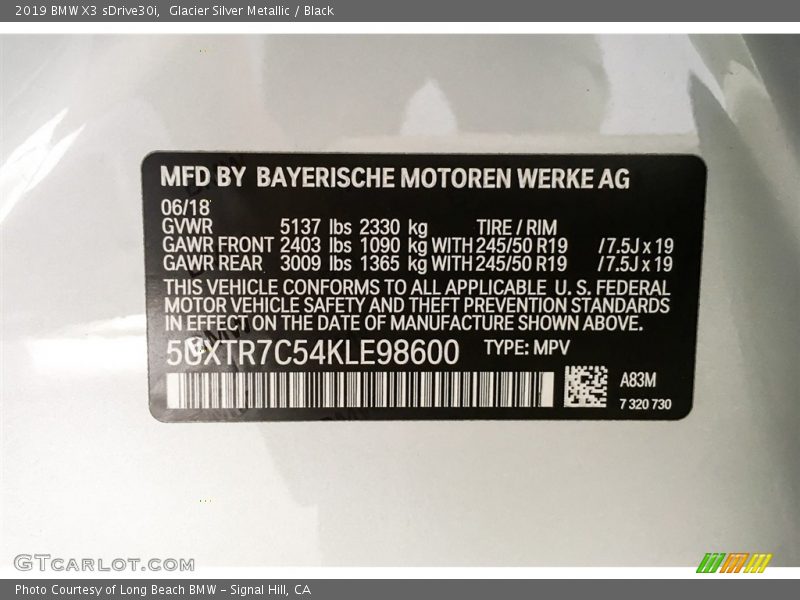 2019 BMW X3 sDrive30i, Glacier Silver Metallic / Black
MFD BY BAYERISCHE MOTOREN WERKE AG
06/18
GVWR 5137 lbs 2330 kg TIRE / RIM
GAWR FRONT 2403 lbs 1090 kg WITH 245/50 R19 / 7.5J x 19
GAWR REAR 3009 lbs 1365 kg WITH 245/50 R19 / 7.5J x 19
THIS VEHICLE CONFORMS TO ALL APPLICABLE U. S. FEDERAL
MOTOR VEHICLE SAFETY AND THEFT PREVENTION STANDARDS
IN EFFECT ON THE DATE OF MANUFACTURE SHOWN ABOVE.
5UXTR7C54KLE98600 TYPE: MPV
A83M
7 320 730
GTCARLOT.COM
Photo Courtesy of Long Beach BMW - Signal Hill, CA